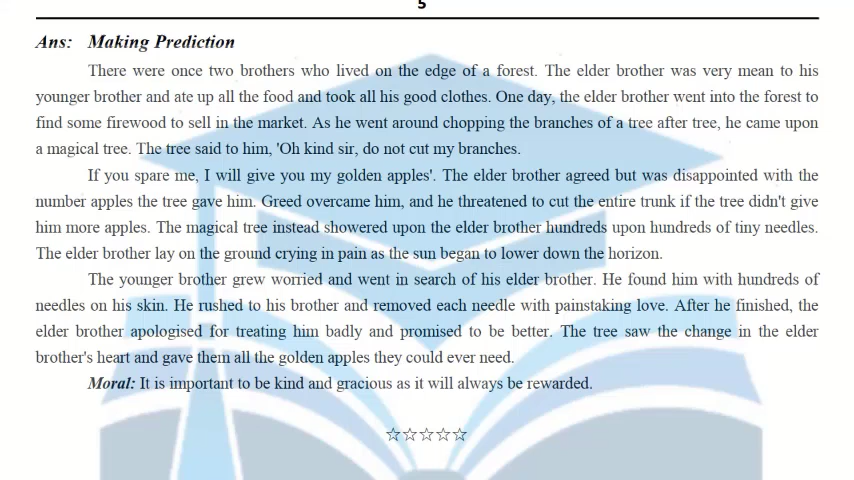 5
Ans: Making Prediction
There were once two brothers who lived on the edge of a forest. The elder brother was very mean to his
younger brother and ate up all the food and took all his good clothes. One day, the elder brother went into the forest to
find some firewood to sell in the market. As he went around chopping the branches of a tree after tree, he came upon
a magical tree. The tree said to him, 'Oh kind sir, do not cut my branches.
If you spare me, I will give you my golden apples'. The elder brother agreed but was disappointed with the
number apples the tree gave him. Greed overcame him, and he threatened to cut the entire trunk if the tree didn't give
him more apples. The magical tree instead showered upon the elder brother hundreds upon hundreds of tiny needles.
The elder brother lay on the ground crying in pain as the sun began to lower down the horizon.
The younger brother grew worried and went in search of his elder brother. He found him with hundreds of
needles on his skin. He rushed to his brother and removed each needle with painstaking love. After he finished, the
elder brother apologised for treating him badly and promised to be better. The tree saw the change in the elder
brother's heart and gave them all the golden apples they could ever need.
Moral: It is important to be kind and gracious as it will always be rewarded.
☆☆☆☆☆